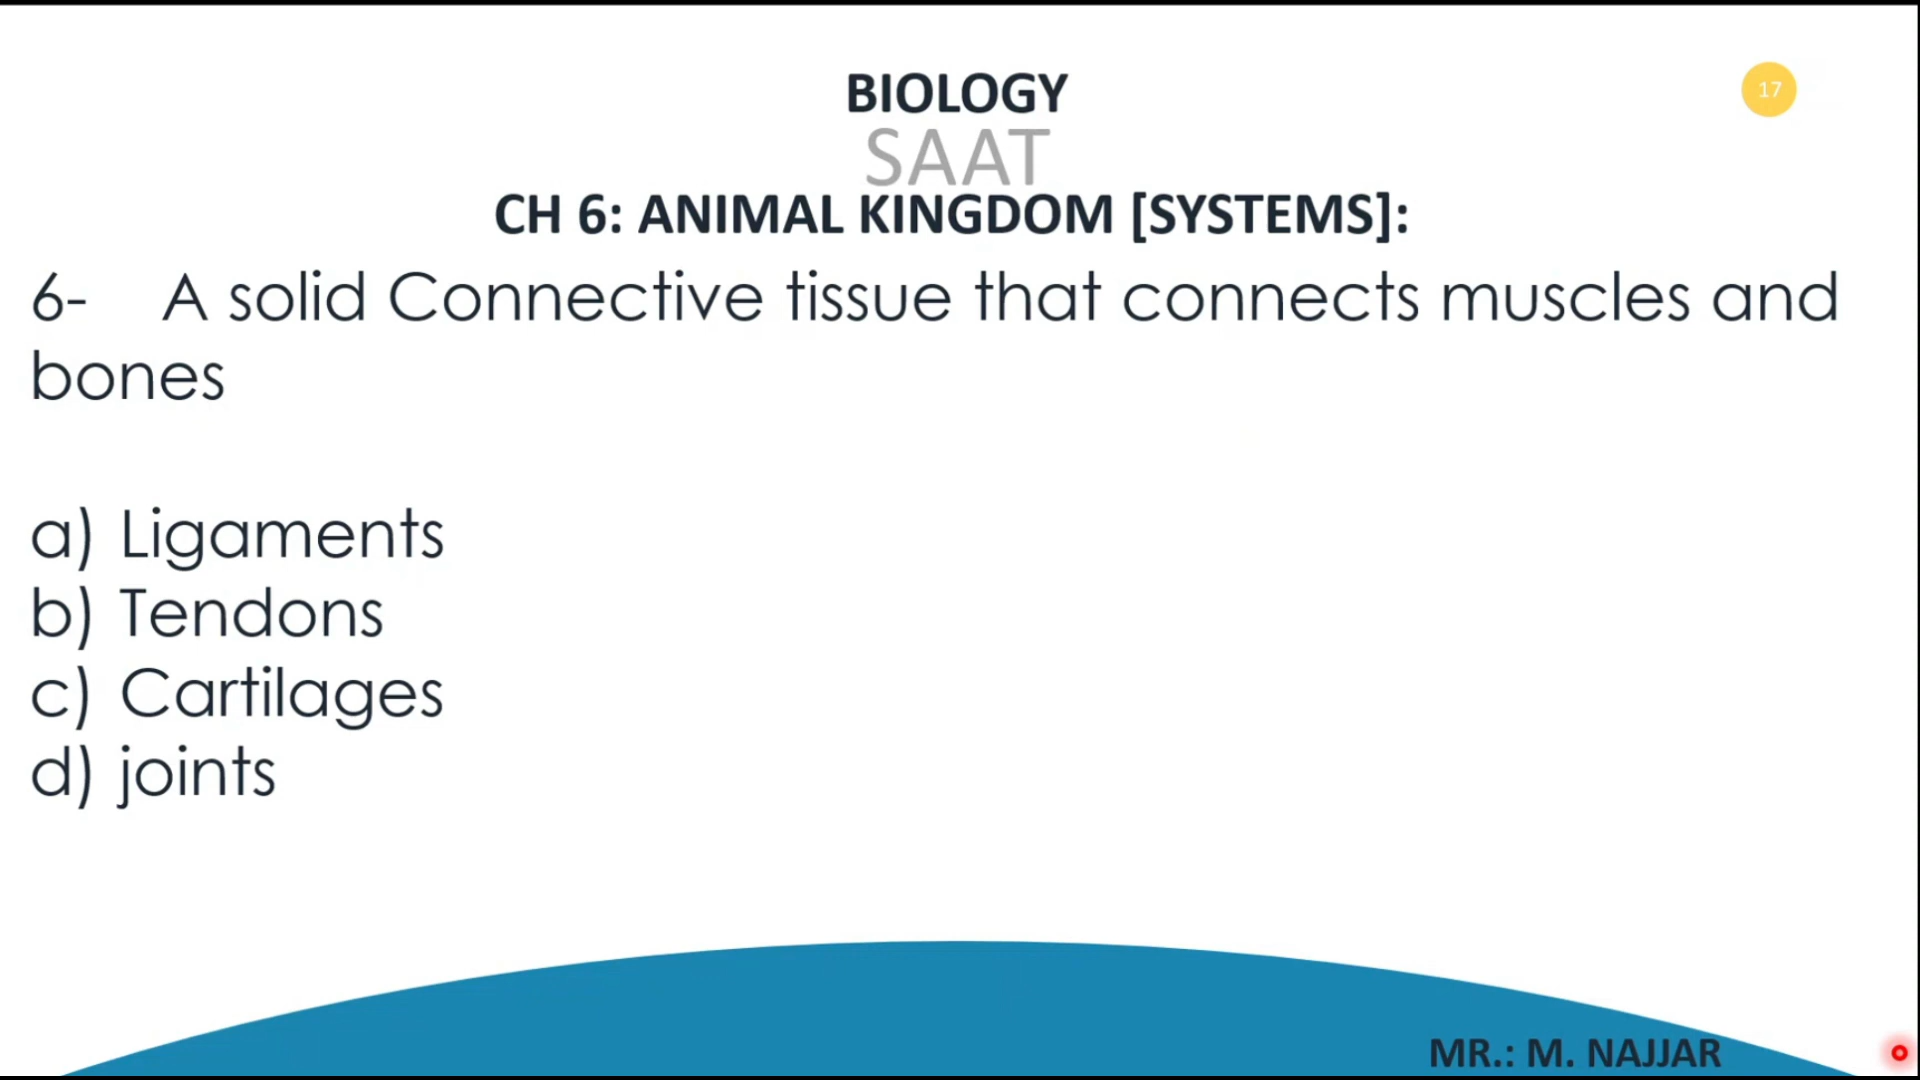 BIOLOGY
17
SAAT
CH 6: ANIMAL KINGDOM [SYSTEMS]:
6- A solid Connective tissue that connects muscles and
bones
a) Ligaments
b) Tendons
c) Cartilages
d) joints
MR.: M. NAJJAR